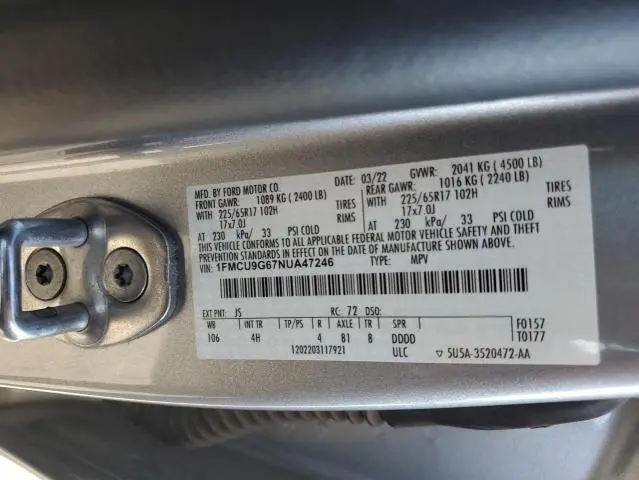 MFD. BY FORD MOTOR CO. 03/22 GVWR: 2041 KG ( 4500 LB)
FRONT GAWR: 1089 KG ( 2400 LB) REAR GAWR: 1016 KG ( 2240 LB)
WITH 225/65R17 102H TIRES WITH 225/65R17 102H TIRES
17x7.0J RIMS 17x7.0J RIMS
AT 230 kPa/ 33 PSI COLD AT 230 kPa/ 33 PSI COLD
THIS VEHICLE CONFORMS TO ALL APPLICABLE FEDERAL MOTOR VEHICLE SAFETY AND THEFT
PREVENTION STANDARDS IN EFFECT ON THE DATE OF MANUFACTURE SHOWN ABOVE.
VIN: 1FMCU9G67NUA47246 TYPE: MPV
EXT PNT: JS RC: 72 DSO:
WB INT TR TP/PS R AXLE TR SPR F0157
106 4H 4 81 8 DDDD T0177
1202203117921 ULC ▽ 5U5A-3520472-AA